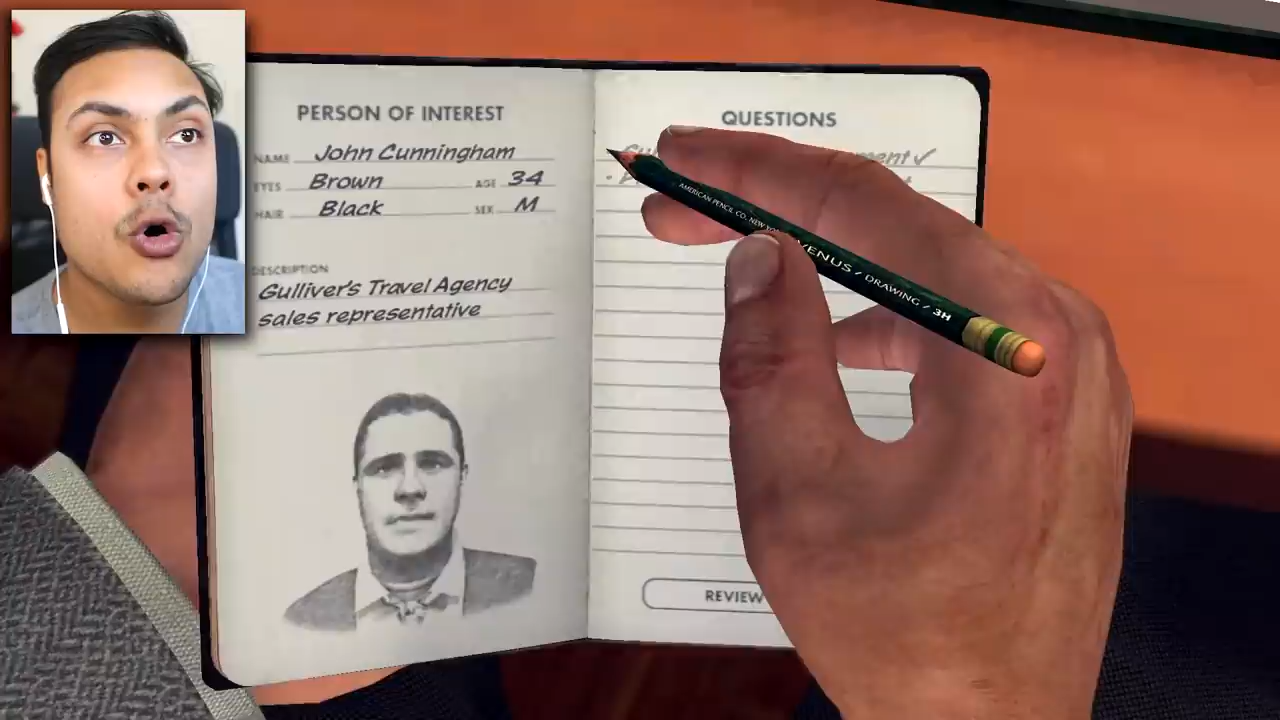 PERSON OF INTEREST
NAME John Cunningham
EYES Brown AGE 34
HAIR Black SEX M
DESCRIPTION
Gulliver's Travel Agency
sales representative
QUESTIONS
AMERICAN PENCIL CO. NEW YORK
VENUS / DRAWING / 3H
REVIEW